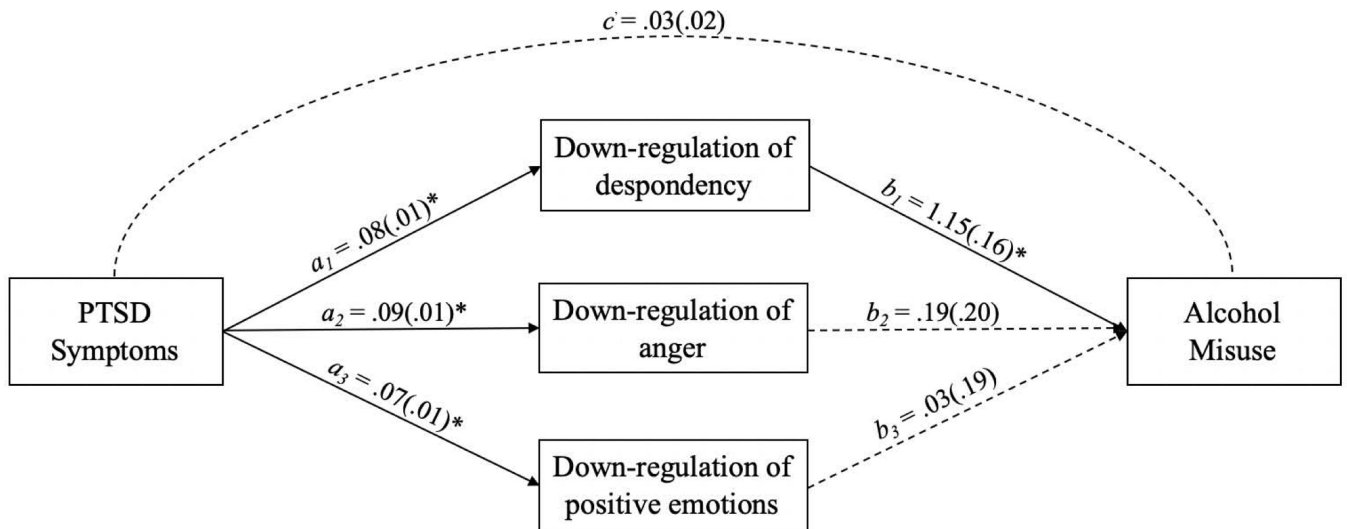 c' = .03(.02)
Down-regulation of
despondency
a₁ = .08(.01)*
b₁ = 1.15(.16)*
PTSD
Symptoms
a₂ = .09(.01)*
Down-regulation of
anger
b₂ = .19(.20)
Alcohol
Misuse
a₃ = .07(.01)*
b₃ = .03(.19)
Down-regulation of
positive emotions